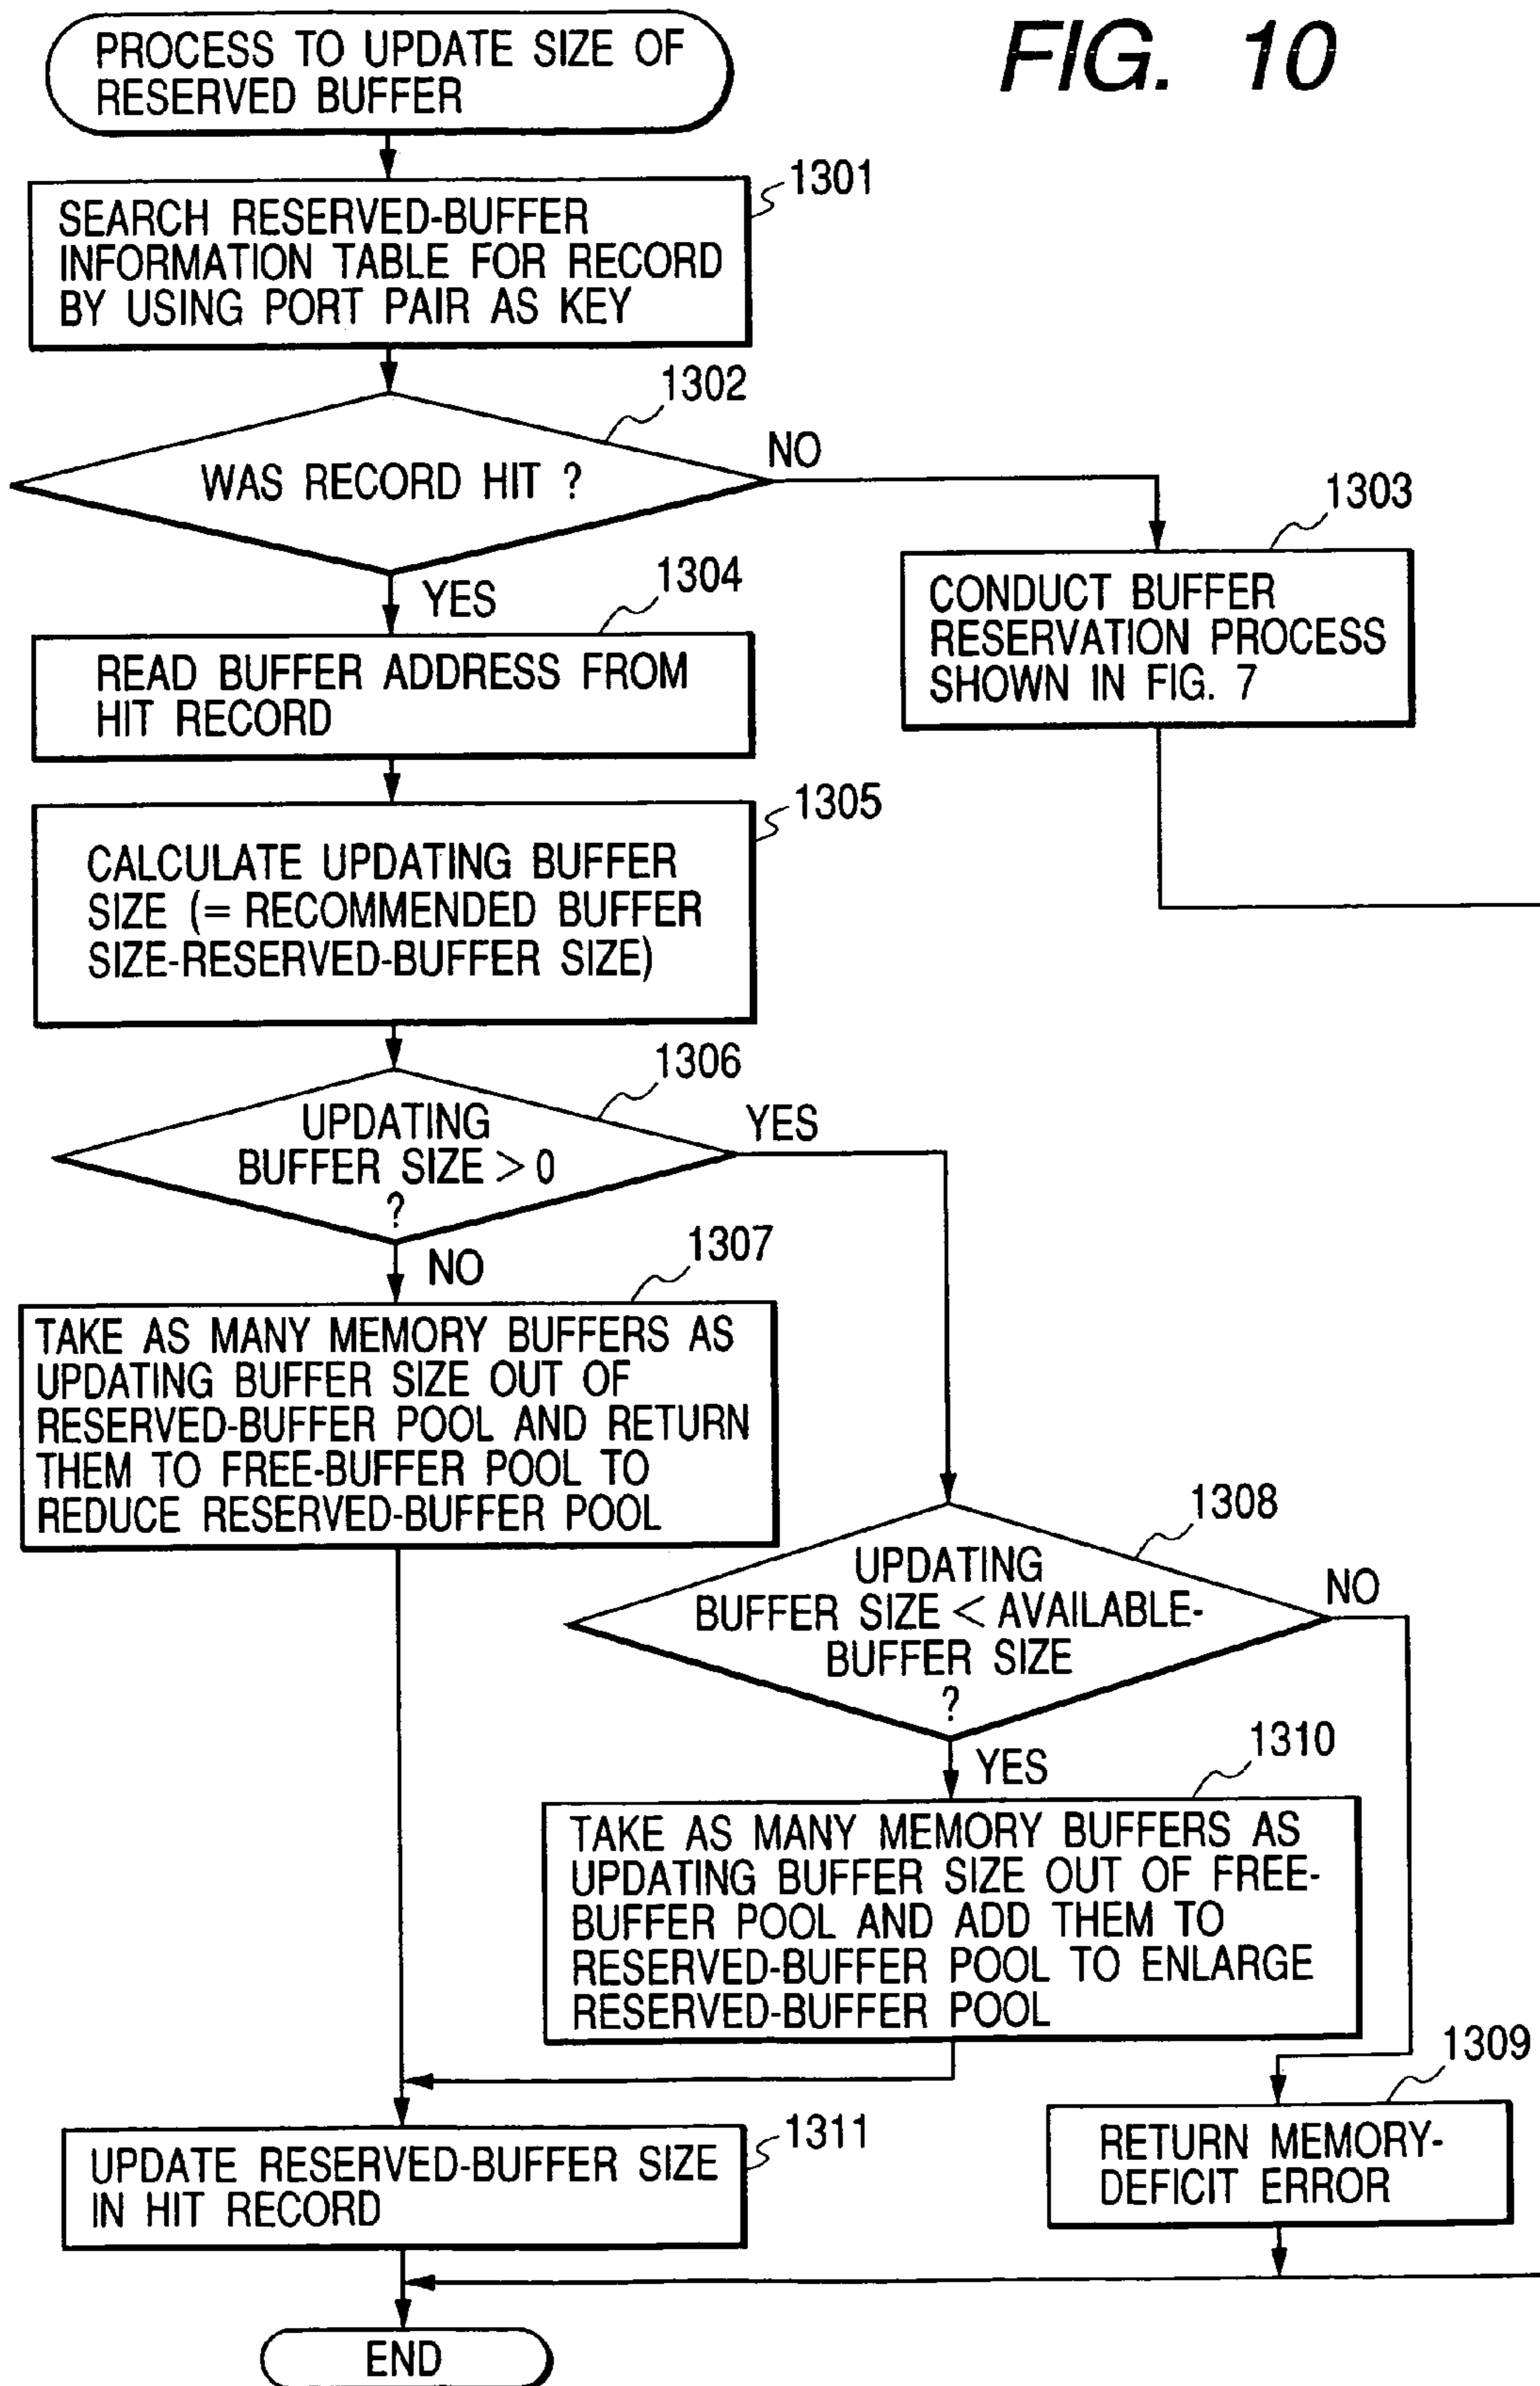 FIG. 10
PROCESS TO UPDATE SIZE OF
RESERVED BUFFER
1301
SEARCH RESERVED-BUFFER
INFORMATION TABLE FOR RECORD
BY USING PORT PAIR AS KEY
1302
WAS RECORD HIT ?
NO
1303
CONDUCT BUFFER
RESERVATION PROCESS
SHOWN IN FIG. 7
YES
1304
READ BUFFER ADDRESS FROM
HIT RECORD
1305
CALCULATE UPDATING BUFFER
SIZE (= RECOMMENDED BUFFER
SIZE-RESERVED-BUFFER SIZE)
1306
UPDATING
BUFFER SIZE > 0
?
YES
NO
1307
TAKE AS MANY MEMORY BUFFERS AS
UPDATING BUFFER SIZE OUT OF
RESERVED-BUFFER POOL AND RETURN
THEM TO FREE-BUFFER POOL TO
REDUCE RESERVED-BUFFER POOL
1308
UPDATING
BUFFER SIZE < AVAILABLE-
BUFFER SIZE
?
NO
YES
1310
TAKE AS MANY MEMORY BUFFERS AS
UPDATING BUFFER SIZE OUT OF FREE-
BUFFER POOL AND ADD THEM TO
RESERVED-BUFFER POOL TO ENLARGE
RESERVED-BUFFER POOL
1309
RETURN MEMORY-
DEFICIT ERROR
1311
UPDATE RESERVED-BUFFER SIZE
IN HIT RECORD
END